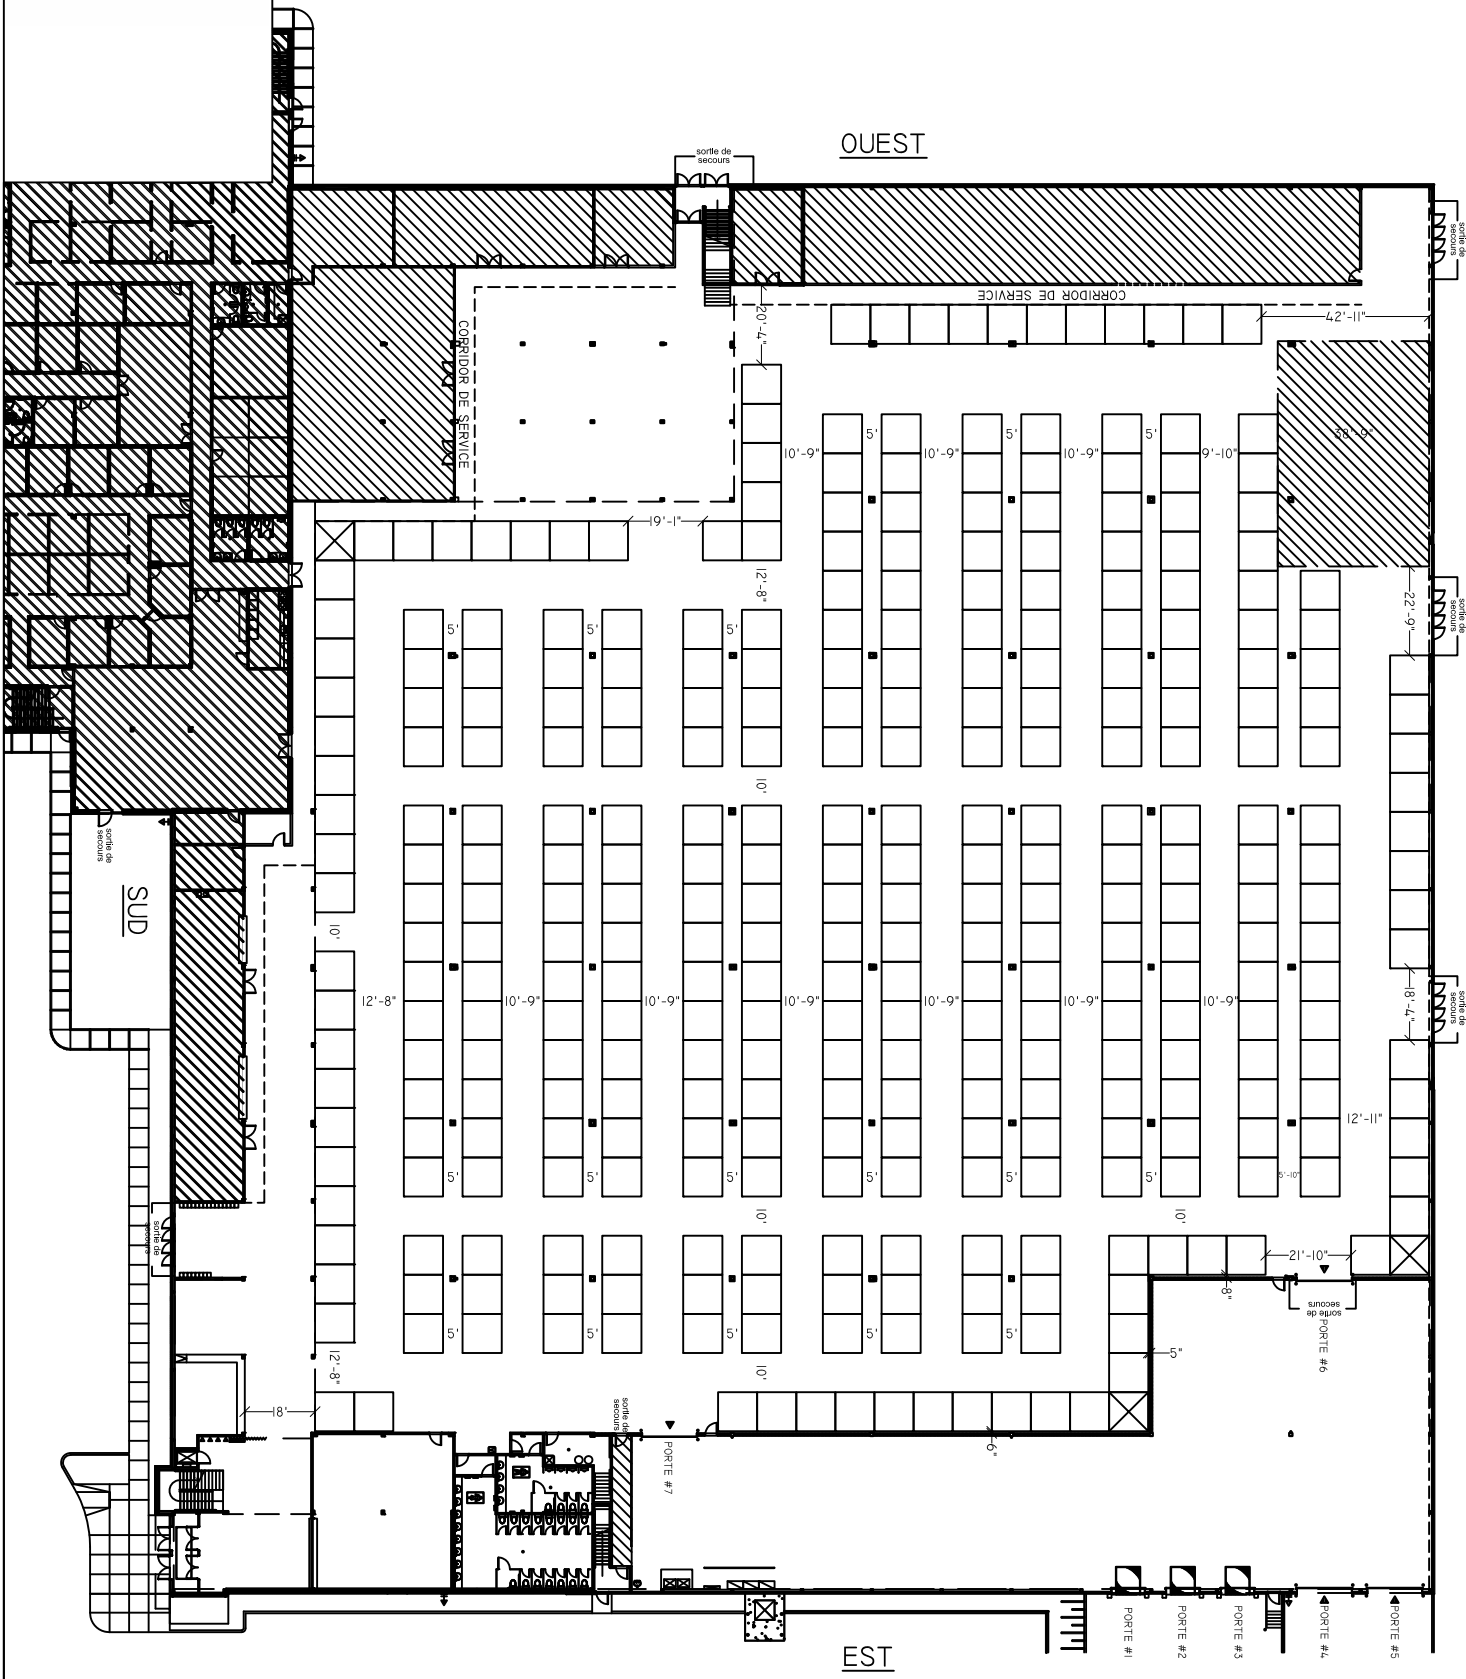 OUEST
sortie de
secours
sortie de
secours
CORRIDOR DE SERVICE
42'-11"
20'-4"
CORRIDOR DE SERVICE
38'-9"
5'
5'
5'
10'-9"
10'-9"
10'-9"
9'-10"
19'-1"
12'-8"
22'-9"
sortie de
secours
5'
5'
5'
10'
sortie de
secours
SUD
10'
12'-8"
10'-9"
10'-9"
10'-9"
10'-9"
10'-9"
10'-9"
18'-4"
sortie de
secours
12'-11"
5'
5'
5'
5'
5'
5'
5'-10"
10'
10'
sortie de
secours
21'-10"
8"
sortie de
secours
PORTE #6
5'
5'
5'
5'
5'
5"
12'-8"
10'
18'
sortie de
secours
PORTE #7
6"
PORTE #1
PORTE #2
PORTE #3
PORTE #4
PORTE #5
EST